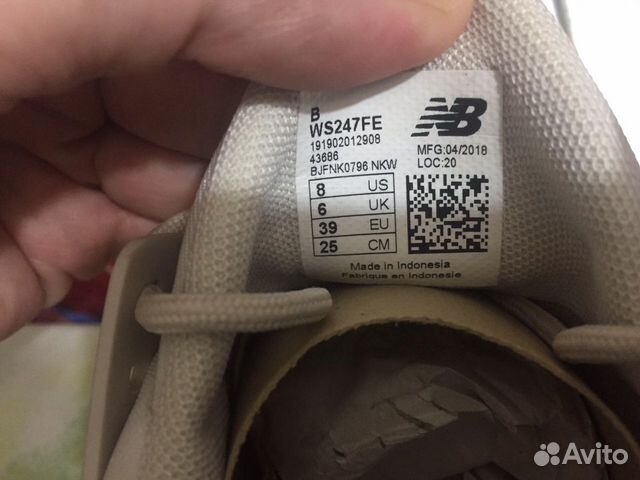 B
WS247FE
191902012908
43686
BJFNK0796 NKW
8 US
6 UK
39 EU
25 CM
NB
MFG:04/2018
LOC:20
Made in Indonesia
Fabrique en Indonesie
Avito